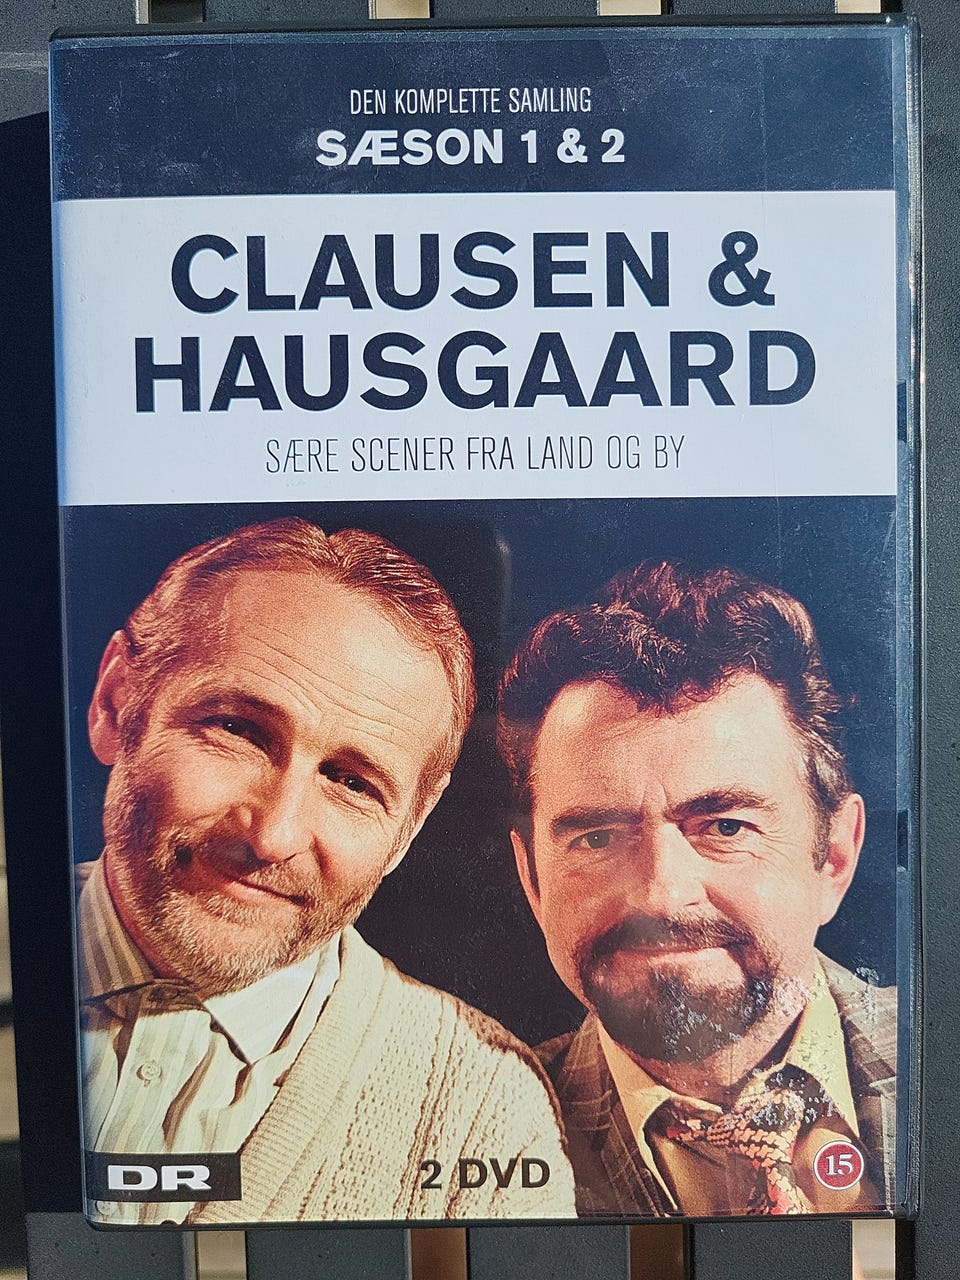 DEN KOMPLETTE SAMLING
SÆSON 1 & 2
CLAUSEN &
HAUSGAARD
SÆRE SCENER FRA LAND OG BY
DR
2 DVD
15